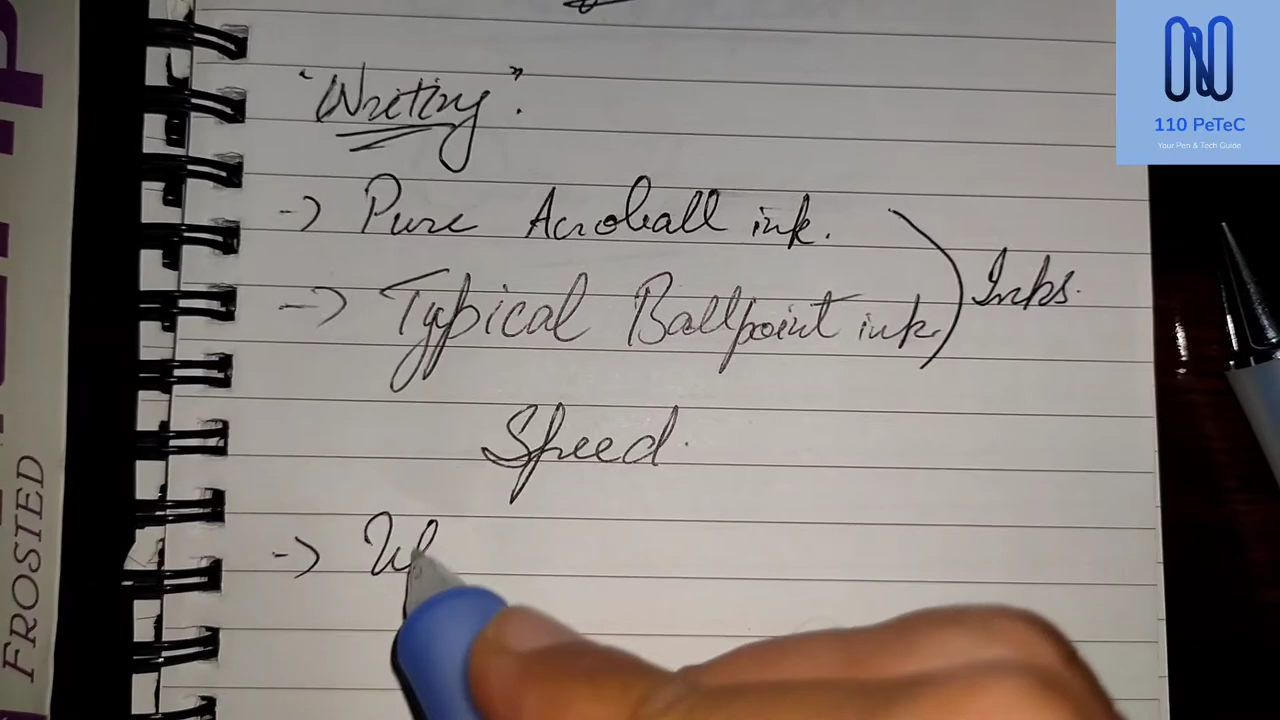 110 PeTeC
Your Pen & Tech Guide
"Writing".
-> Pure Acroball ink.
-> Typical Ballpoint ink
Inks.
Speed.
->
FROSTED